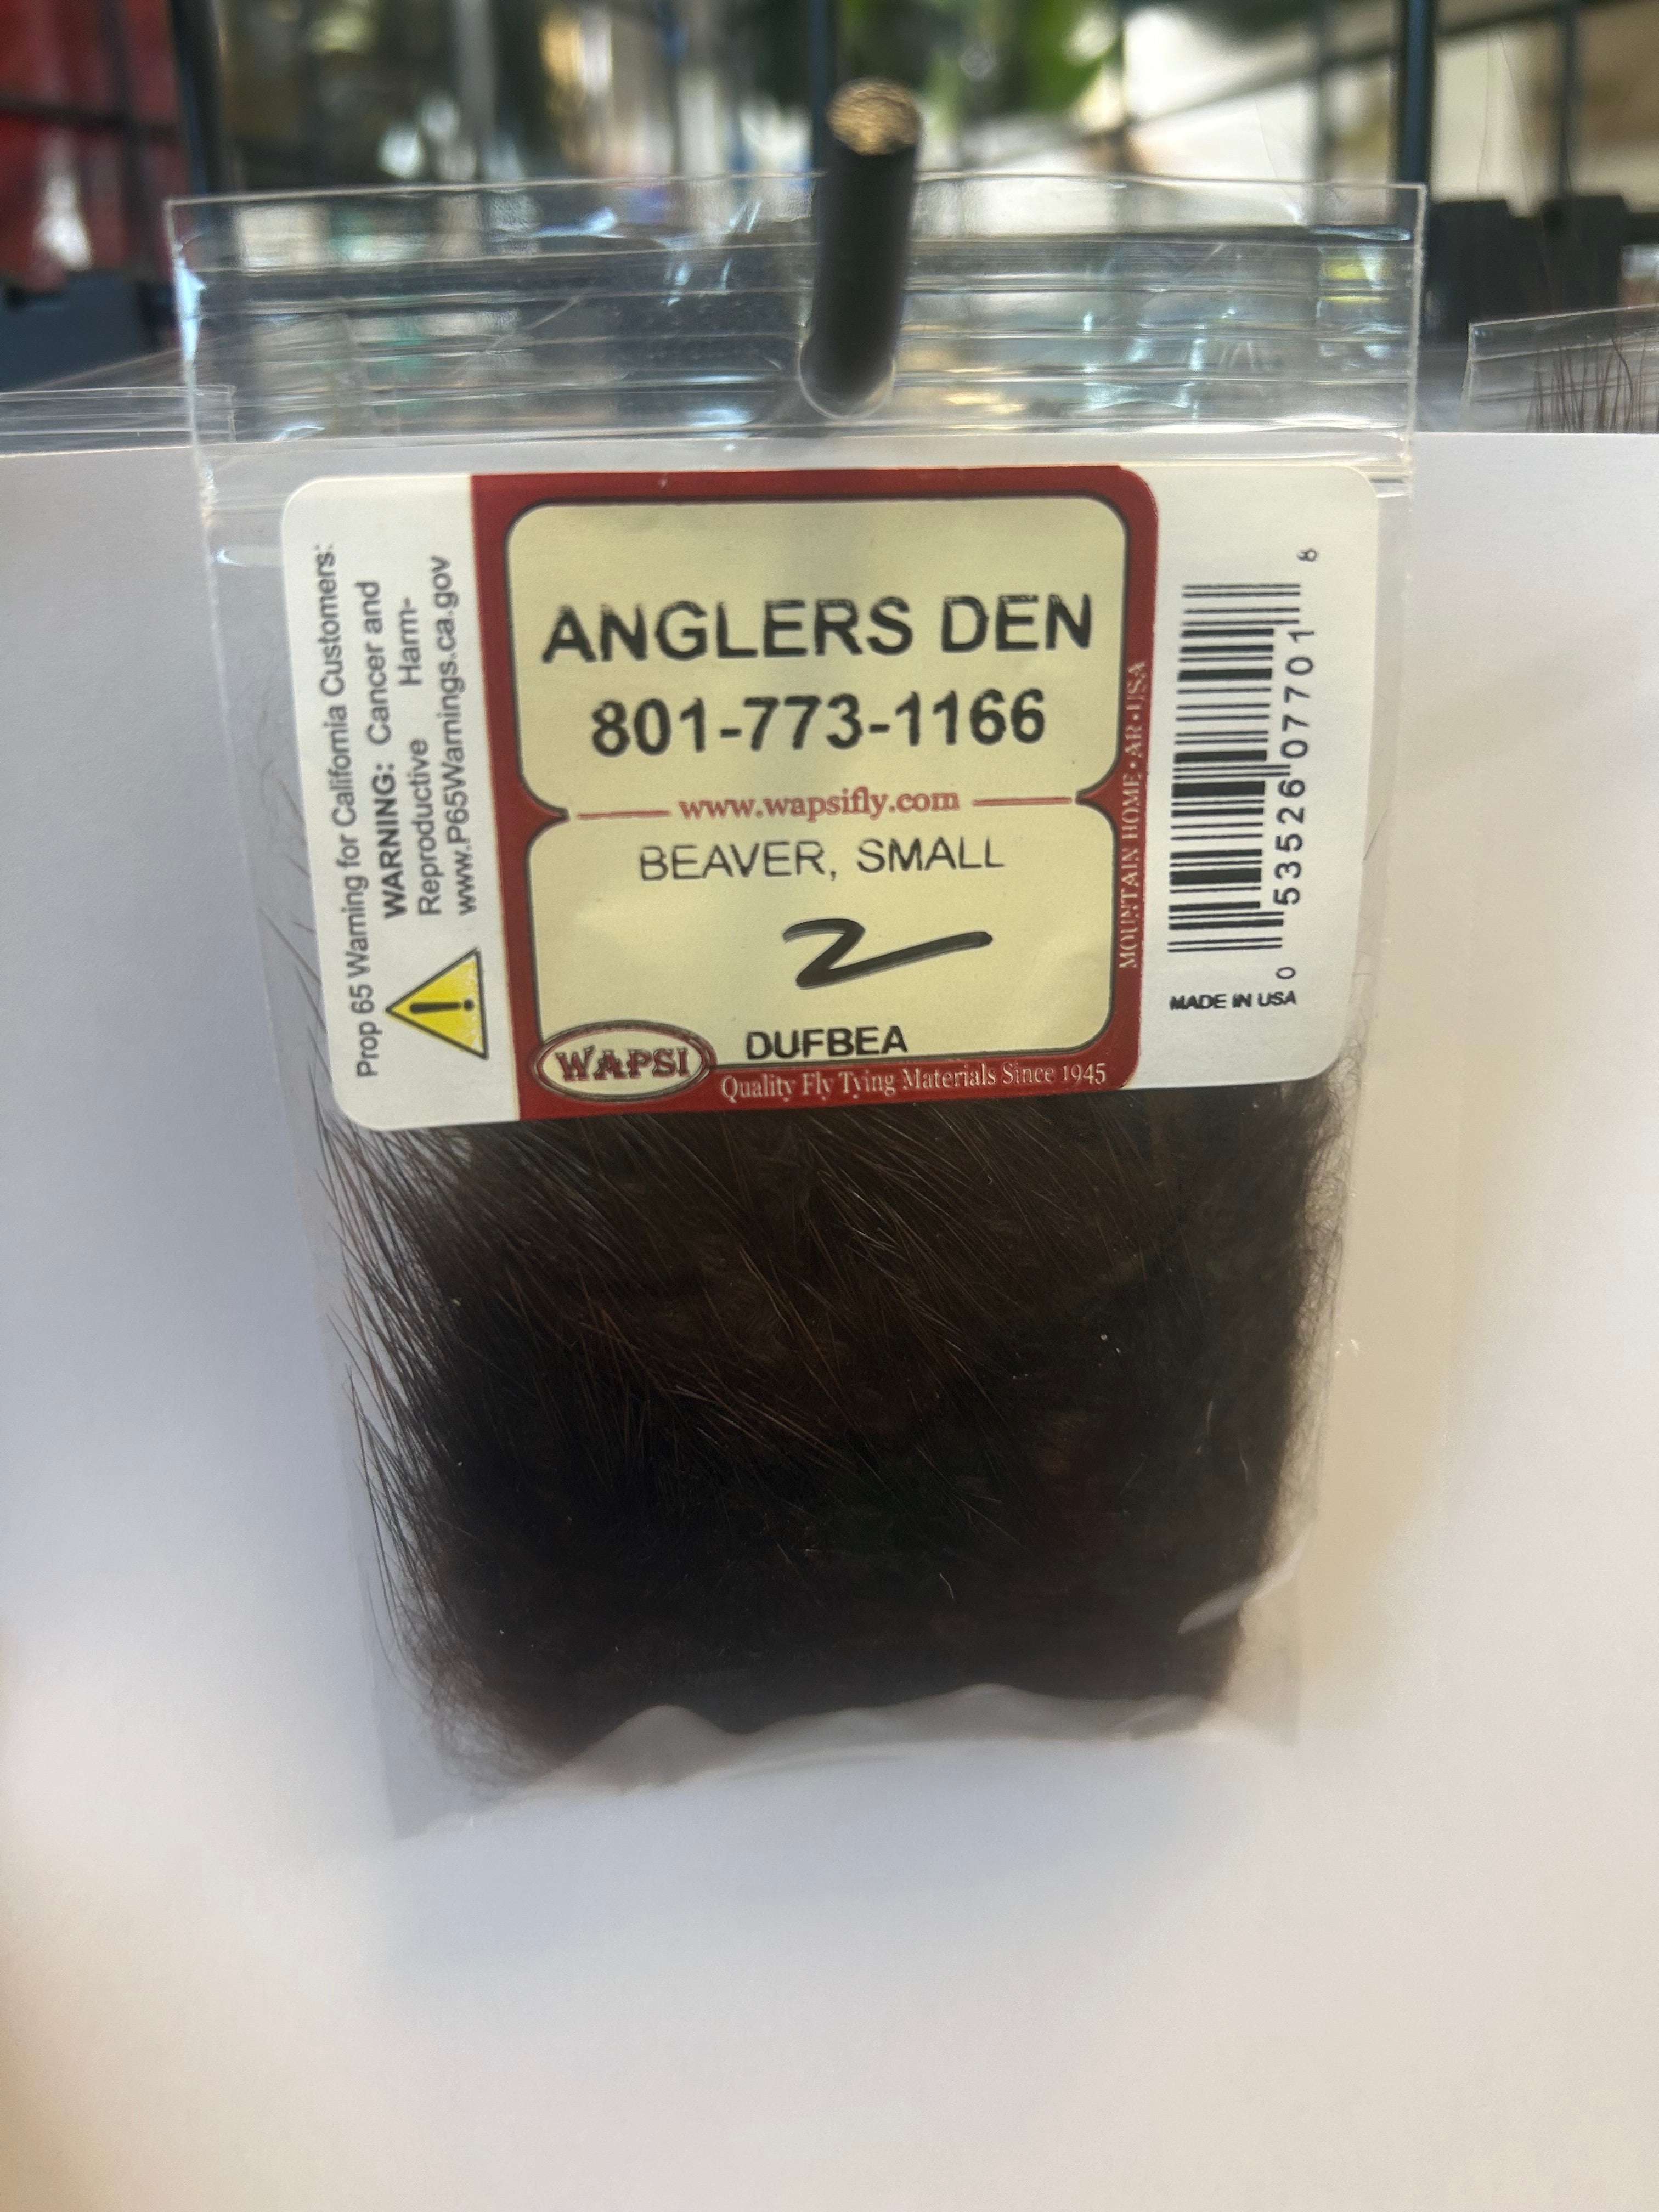 Prop 65 Warning for California Customers:
WARNING: Cancer and
Reproductive Harm-
www.P65Warnings.ca.gov
ANGLERS DEN
801-773-1166
www.wapsifly.com
BEAVER, SMALL
2
DUFBEA
WAPSI
Quality Fly Tying Materials Since 1945
MOUNTAIN HOME • AR • USA
0 53526 07701 8
MADE IN USA